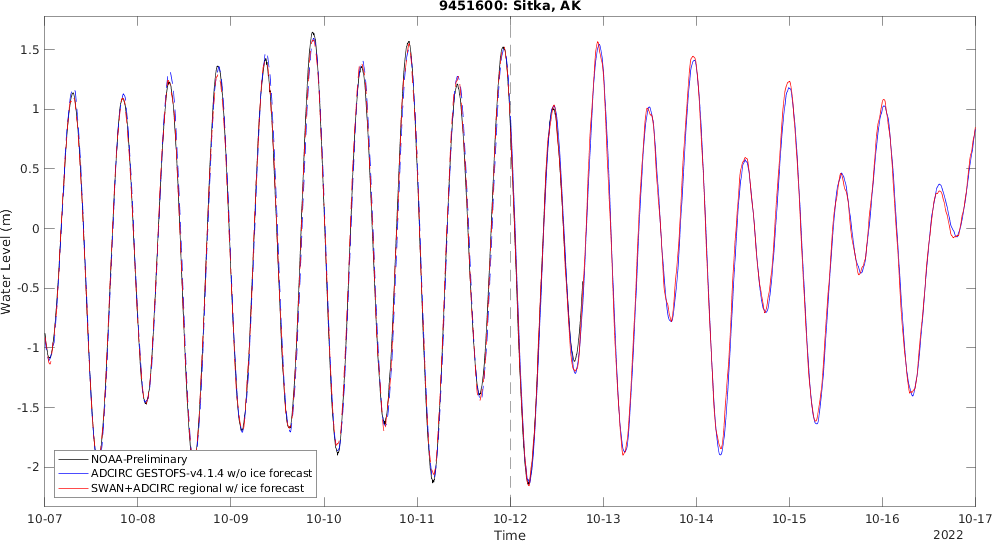 9451600: Sitka, AK
Water Level (m)
1.5
1
0.5
0
-0.5
-1
-1.5
-2
NOAA-Preliminary
ADCIRC GESTOFS-v4.1.4 w/o ice forecast
SWAN+ADCIRC regional w/ ice forecast
10-07 10-08 10-09 10-10 10-11 10-12 10-13 10-14 10-15 10-16 10-17
Time
2022